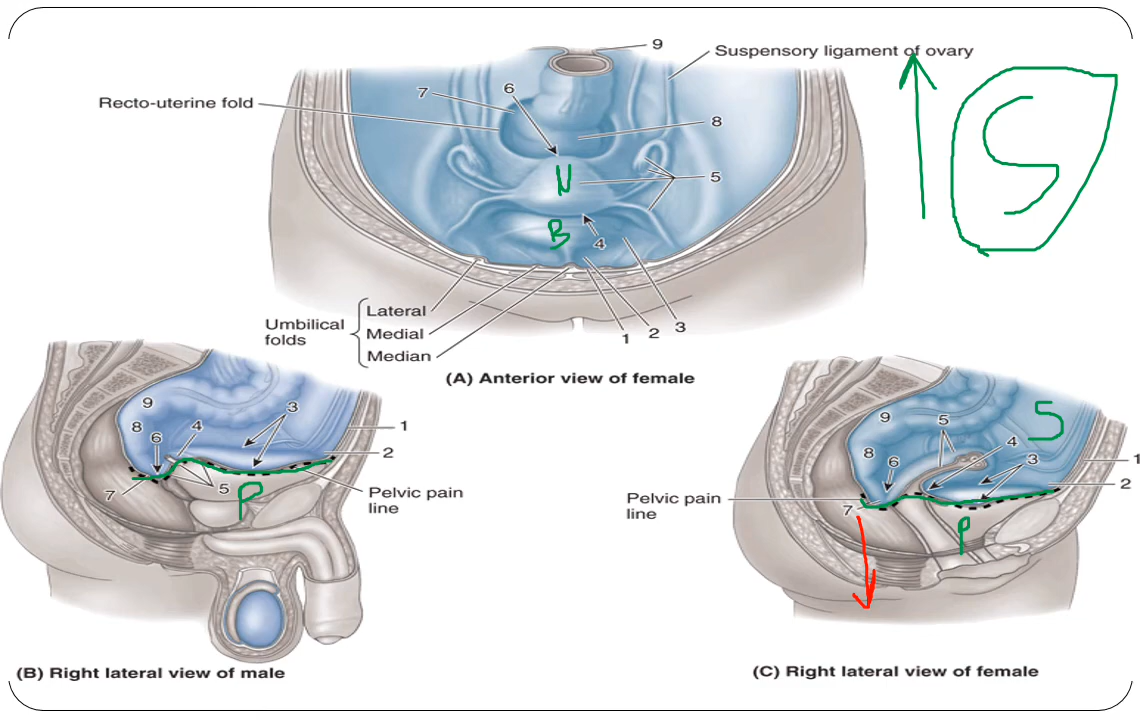 9
Suspensory ligament of ovary
6
7
Recto-uterine fold
8
N
5
B
4
Lateral
Umbilical folds
Medial
Median
1
2
3
(A) Anterior view of female
S
9
8
6
4
3
1
2
5
7
Pelvic pain
line
P
(B) Right lateral view of male
9
5
S
4
8
6
3
1
2
Pelvic pain
line
7
P
(C) Right lateral view of female